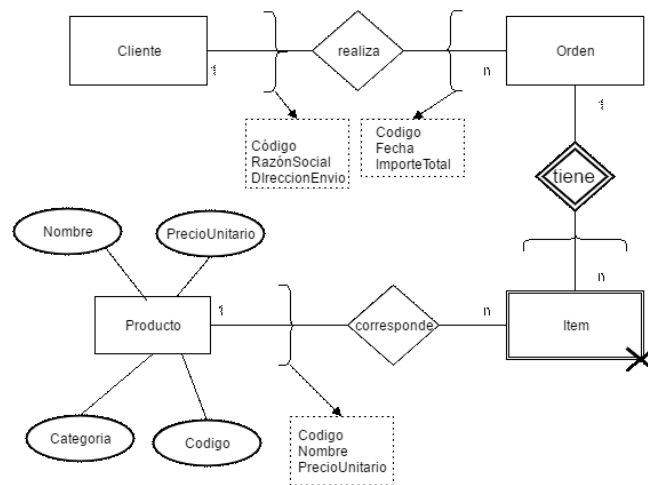 Cliente
realiza
Orden
1
n
1
Código
RazónSocial
DIreccionEnvio
Codigo
Fecha
ImporteTotal
tiene
Nombre
PrecioUnitario
n
1
n
Producto
corresponde
Item
Categoria
Codigo
Codigo
Nombre
PrecioUnitario